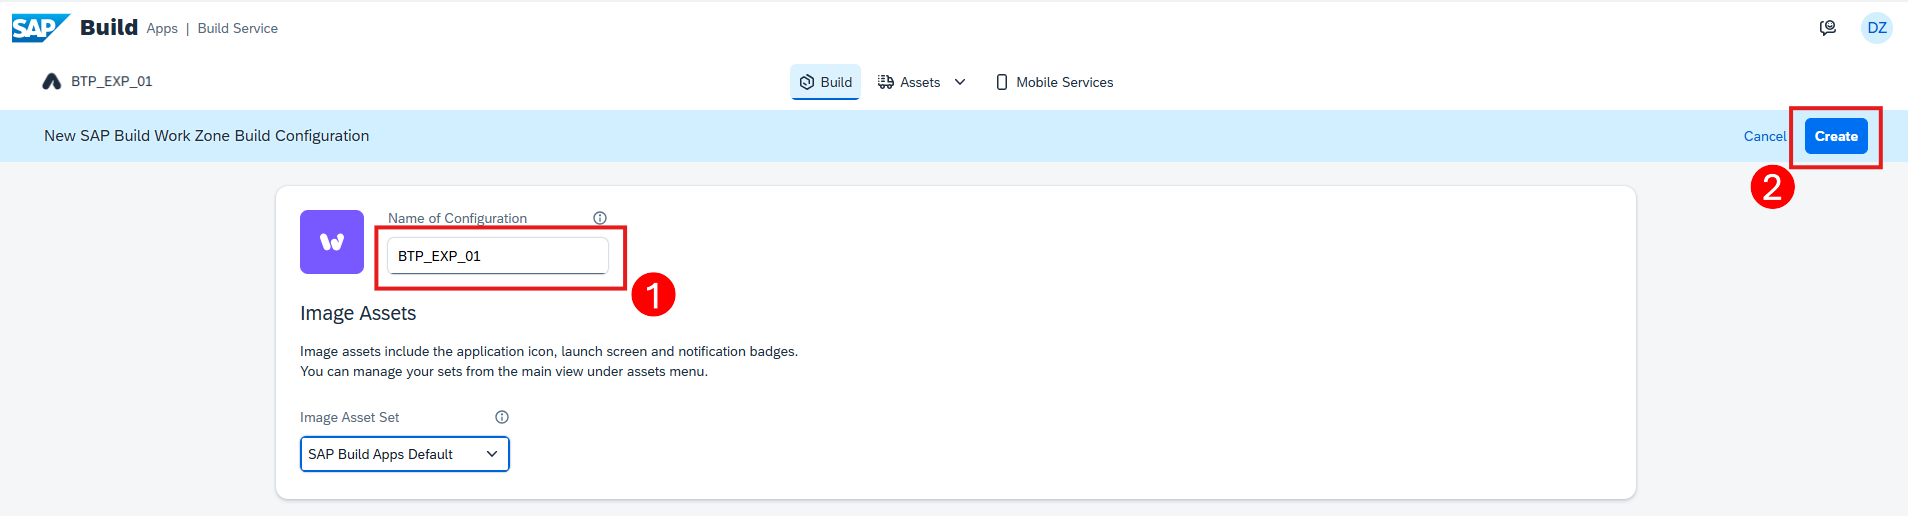 SAP Build Apps | Build Service DZ
BTP_EXP_01 Build Assets Mobile Services
New SAP Build Work Zone Build Configuration Cancel Create
2
Name of Configuration
BTP_EXP_01
1
Image Assets
Image assets include the application icon, launch screen and notification badges.
You can manage your sets from the main view under assets menu.
Image Asset Set
SAP Build Apps Default